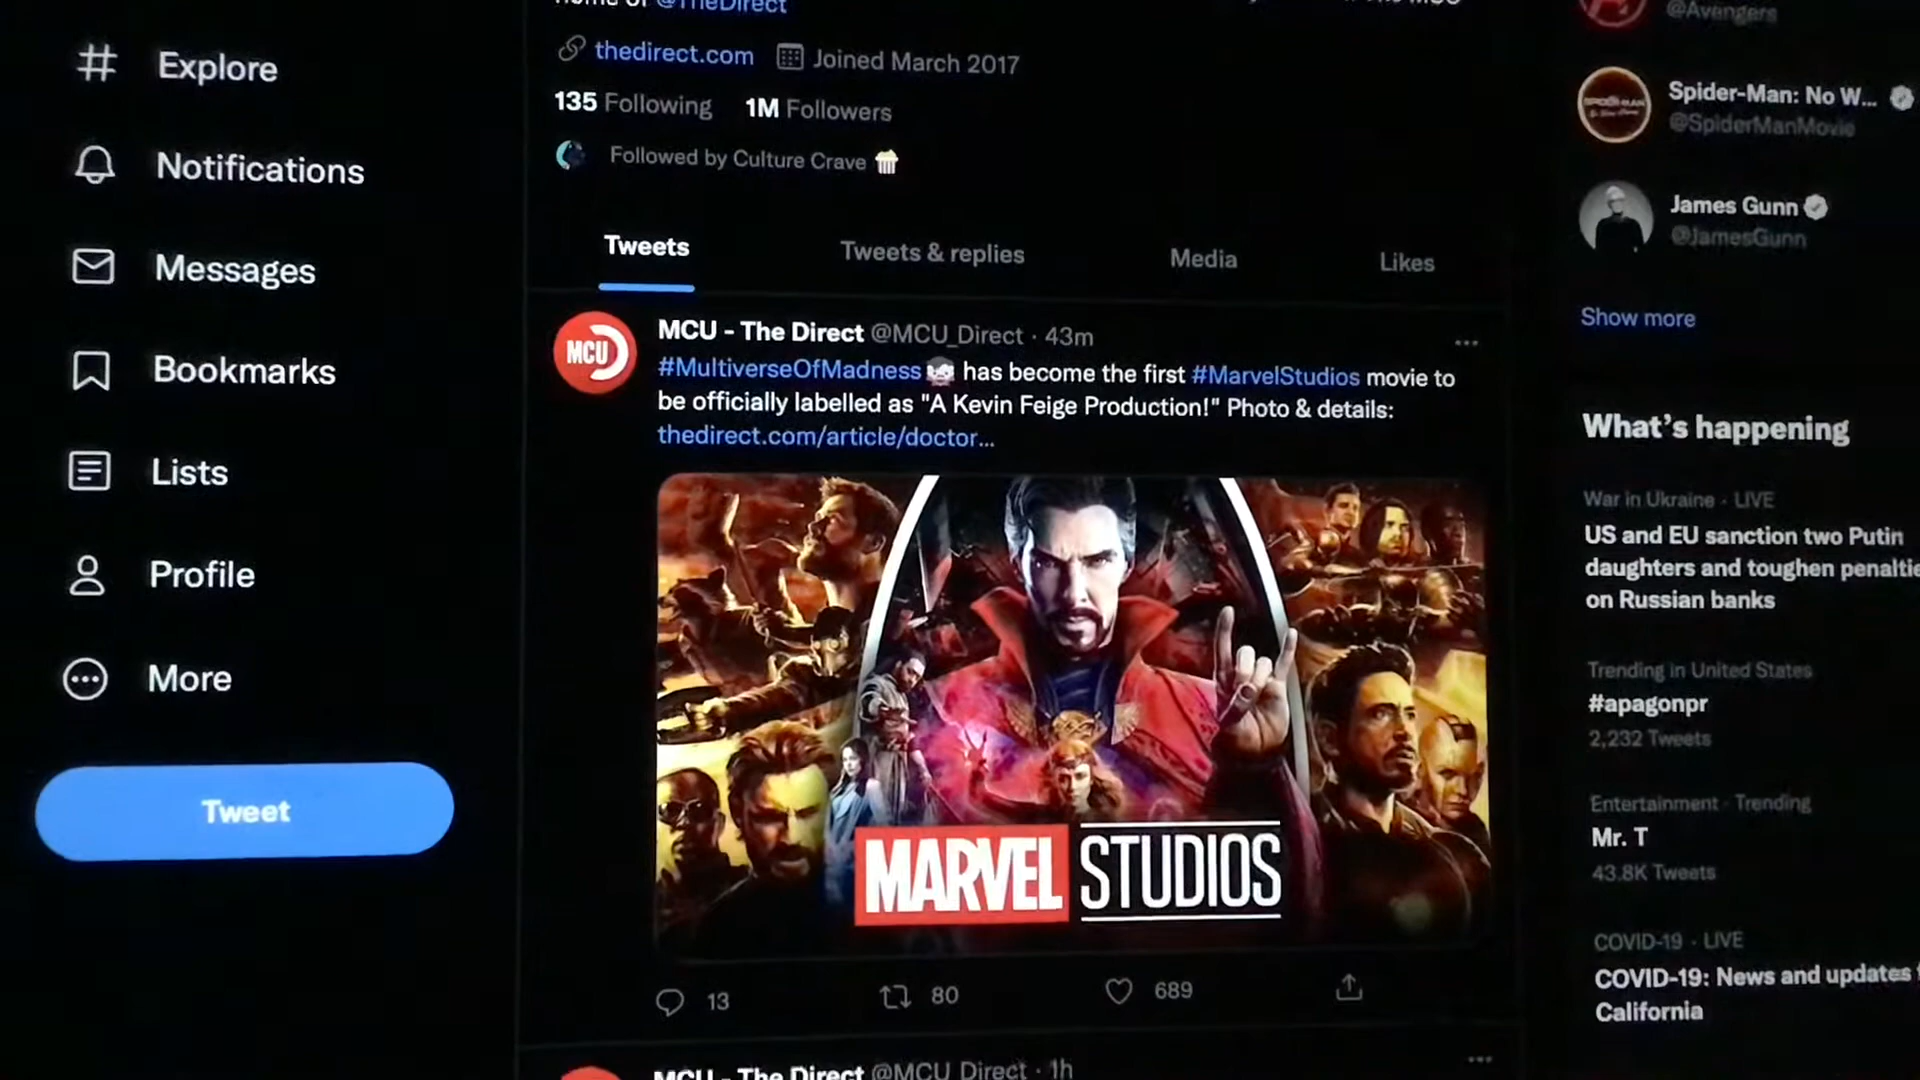 Explore
Notifications
Messages
Bookmarks
Lists
Profile
More
Tweet
@TheDirect
thedirect.com Joined March 2017
135 Following 1M Followers
Followed by Culture Crave
Tweets Tweets & replies Media Likes
MCU - The Direct @MCU_Direct · 43m
#MultiverseOfMadness has become the first #MarvelStudios movie to
be officially labelled as "A Kevin Feige Production!" Photo & details:
thedirect.com/article/doctor...
MCU
MARVEL STUDIOS
13 80 689
MCU - The Direct @MCU_Direct · 1h
@Avengers
Spider-Man: No W...
@SpiderManMovie
James Gunn
@JamesGunn
Show more
What's happening
War in Ukraine · LIVE
US and EU sanction two Putin
daughters and toughen penaltie
on Russian banks
Trending in United States
#apagonpr
2,232 Tweets
Entertainment · Trending
Mr. T
43.8K Tweets
COVID-19 · LIVE
COVID-19: News and updates
California